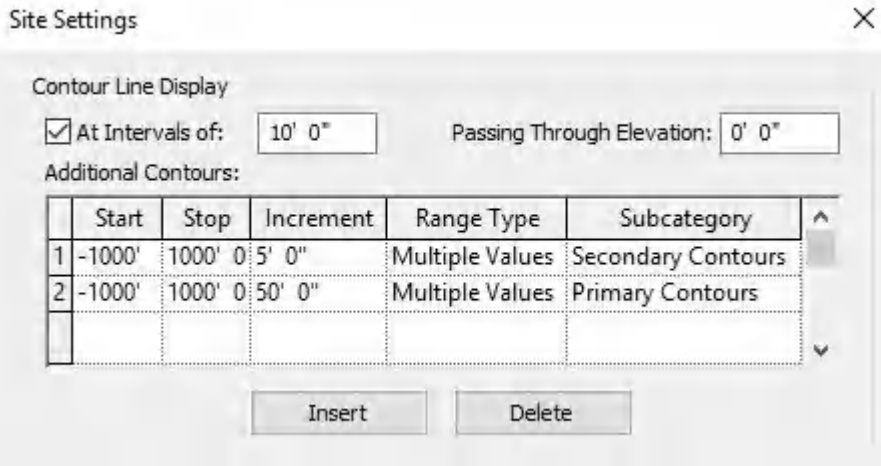 Site Settings
Contour Line Display
At Intervals of: 10' 0" Passing Through Elevation: 0' 0"
Additional Contours:
Start Stop Increment Range Type Subcategory
1 -1000' 1000' 0 5' 0" Multiple Values Secondary Contours
2 -1000' 1000' 0 50' 0" Multiple Values Primary Contours
Insert Delete